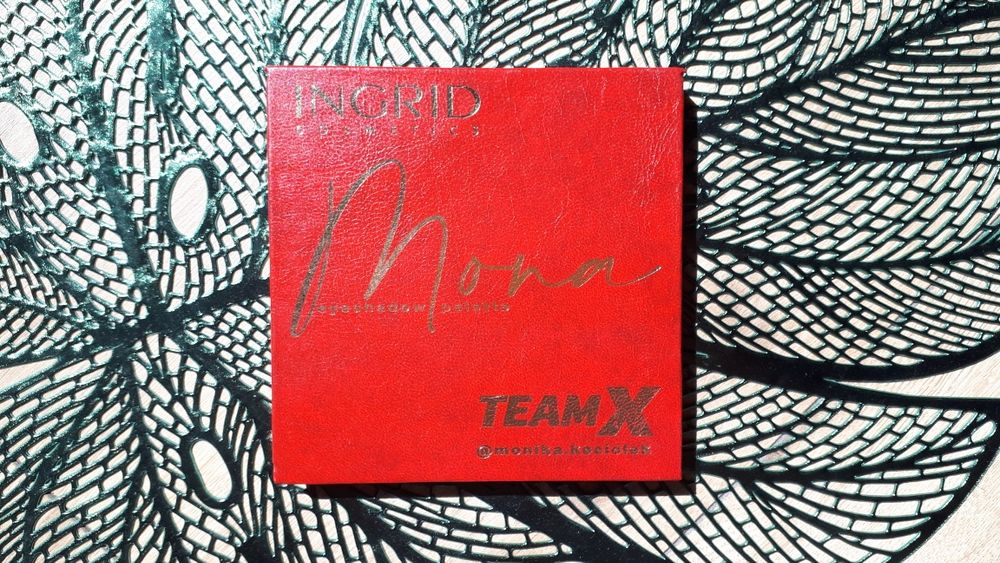 INGRID
COSMETICS
Mona
eyeshadow palette
TEAM X
@monika.kociolek